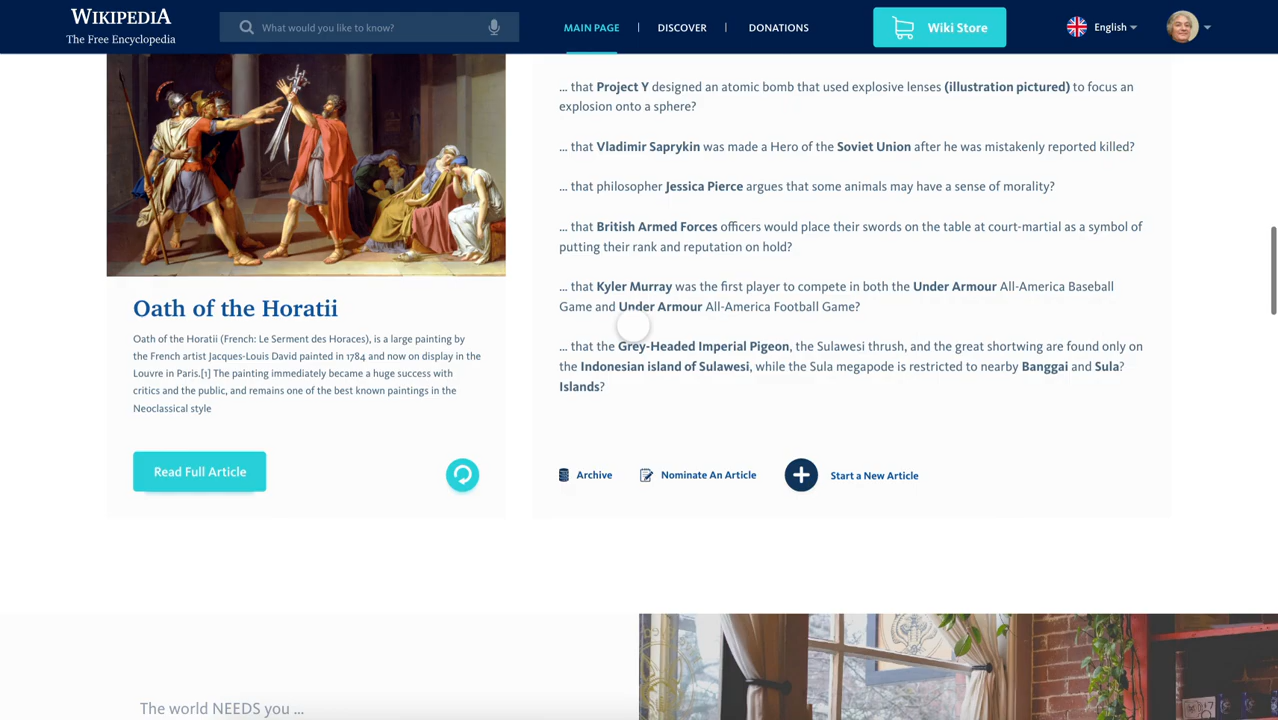 WIKIPEDIA
The Free Encyclopedia
What would you like to know?
MAIN PAGE
DISCOVER
DONATIONS
Wiki Store
English
Oath of the Horatii
Oath of the Horatii (French: Le Serment des Horaces), is a large painting by
the French artist Jacques-Louis David painted in 1784 and now on display in the
Louvre in Paris.[1] The painting immediately became a huge success with
critics and the public, and remains one of the best known paintings in the
Neoclassical style
Read Full Article
... that Project Y designed an atomic bomb that used explosive lenses (illustration pictured) to focus an
explosion onto a sphere?
... that Vladimir Saprykin was made a Hero of the Soviet Union after he was mistakenly reported killed?
... that philosopher Jessica Pierce argues that some animals may have a sense of morality?
... that British Armed Forces officers would place their swords on the table at court-martial as a symbol of
putting their rank and reputation on hold?
... that Kyler Murray was the first player to compete in both the Under Armour All-America Baseball
Game and Under Armour All-America Football Game?
... that the Grey-Headed Imperial Pigeon, the Sulawesi thrush, and the great shortwing are found only on
the Indonesian island of Sulawesi, while the Sula megapode is restricted to nearby Banggai and Sula?
Islands?
Archive
Nominate An Article
Start a New Article
The world NEEDS you ...